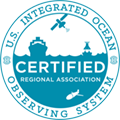 U.S. INTEGRATED OCEAN
CERTIFIED
REGIONAL ASSOCIATION
OBSERVING SYSTEM